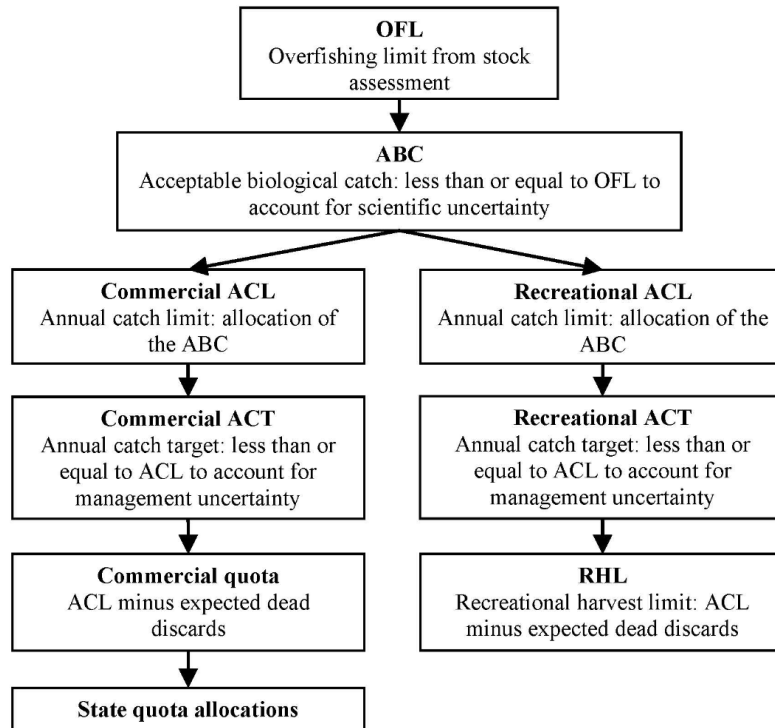 OFL
Overfishing limit from stock
assessment
ABC
Acceptable biological catch: less than or equal to OFL to
account for scientific uncertainty
Commercial ACL
Annual catch limit: allocation of
the ABC
Recreational ACL
Annual catch limit: allocation of the
ABC
Commercial ACT
Annual catch target: less than or
equal to ACL to account for
management uncertainty
Recreational ACT
Annual catch target: less than or
equal to ACL to account for
management uncertainty
Commercial quota
ACL minus expected dead
discards
RHL
Recreational harvest limit: ACL
minus expected dead discards
State quota allocations